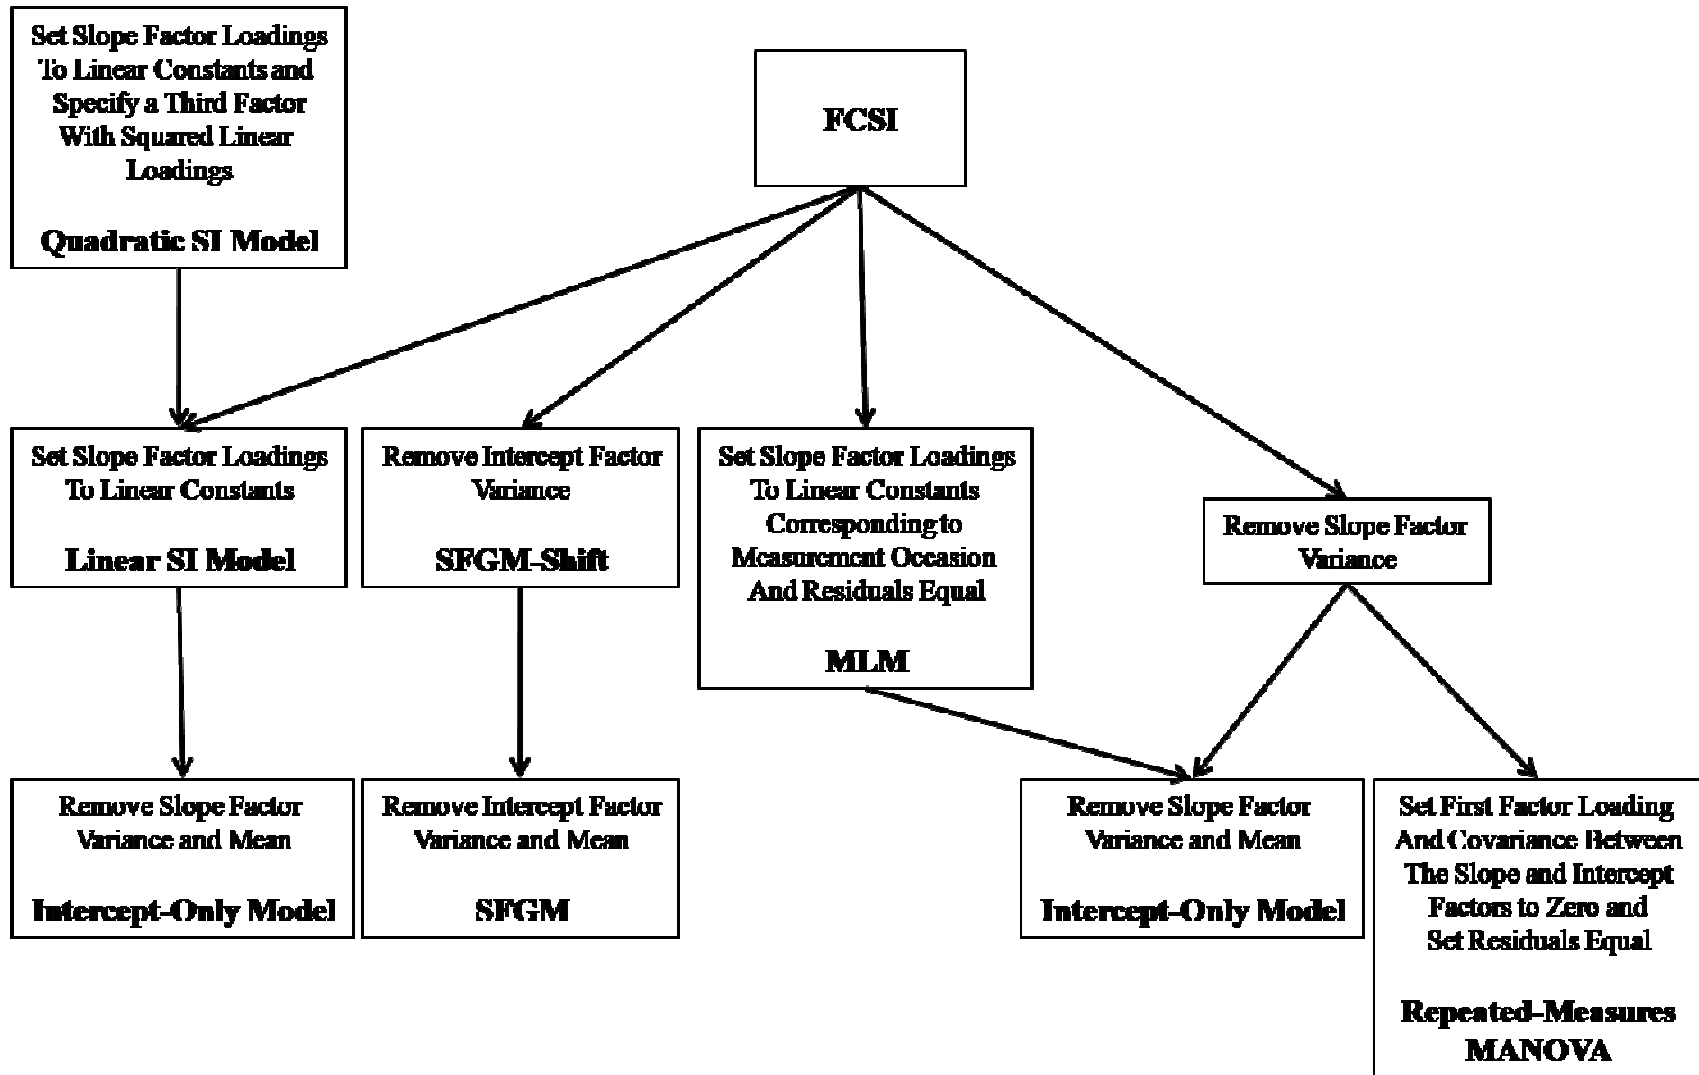 Set Slope Factor Loadings
To Linear Constants and
Specify a Third Factor
With Squared Linear
Loadings
Quadratic SI Model
FCSI
Set Slope Factor Loadings
To Linear Constants
Linear SI Model
Remove Intercept Factor
Variance
SFGM-Shift
Set Slope Factor Loadings
To Linear Constants
Corresponding to
Measurement Occasion
And Residuals Equal
MLM
Remove Slope Factor
Variance
Remove Slope Factor
Variance and Mean
Intercept-Only Model
Remove Intercept Factor
Variance and Mean
SFGM
Remove Slope Factor
Variance and Mean
Intercept-Only Model
Set First Factor Loading
And Covariance Between
The Slope and Intercept
Factors to Zero and
Set Residuals Equal
Repeated-Measures
MANOVA